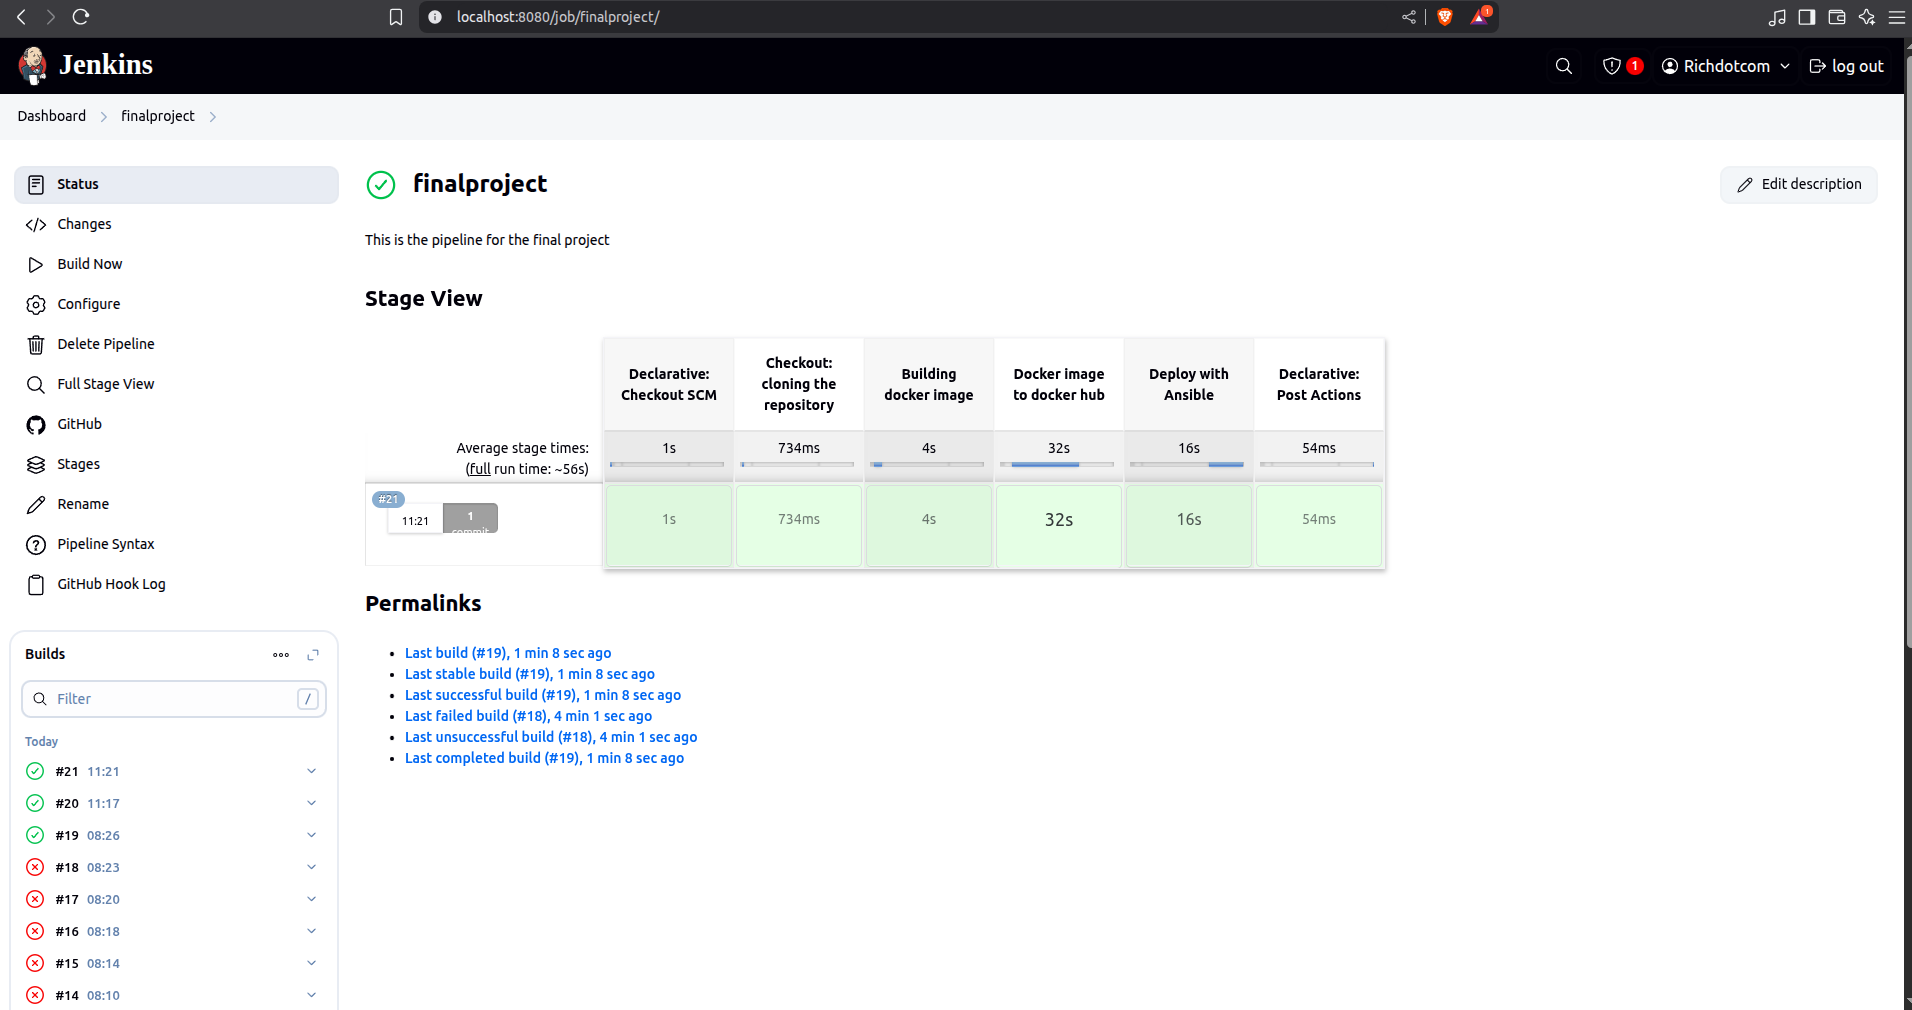 localhost:8080/job/finalproject/
Jenkins
1
Richdotcom
log out
Dashboard
finalproject
Status
Changes
Build Now
Configure
Delete Pipeline
Full Stage View
GitHub
Stages
Rename
Pipeline Syntax
GitHub Hook Log
Builds
Filter
/
Today
#21 11:21
#20 11:17
#19 08:26
#18 08:23
#17 08:20
#16 08:18
#15 08:14
#14 08:10
finalproject
Edit description
This is the pipeline for the final project
Stage View
Declarative:
Checkout SCM
Checkout:
cloning the
repository
Building
docker image
Docker image
to docker hub
Deploy with
Ansible
Declarative:
Post Actions
Average stage times:
(full run time: ~56s)
1s
734ms
4s
32s
16s
54ms
#21
11:21
1
commit
1s
734ms
4s
32s
16s
54ms
Permalinks
Last build (#19), 1 min 8 sec ago
Last stable build (#19), 1 min 8 sec ago
Last successful build (#19), 1 min 8 sec ago
Last failed build (#18), 4 min 1 sec ago
Last unsuccessful build (#18), 4 min 1 sec ago
Last completed build (#19), 1 min 8 sec ago